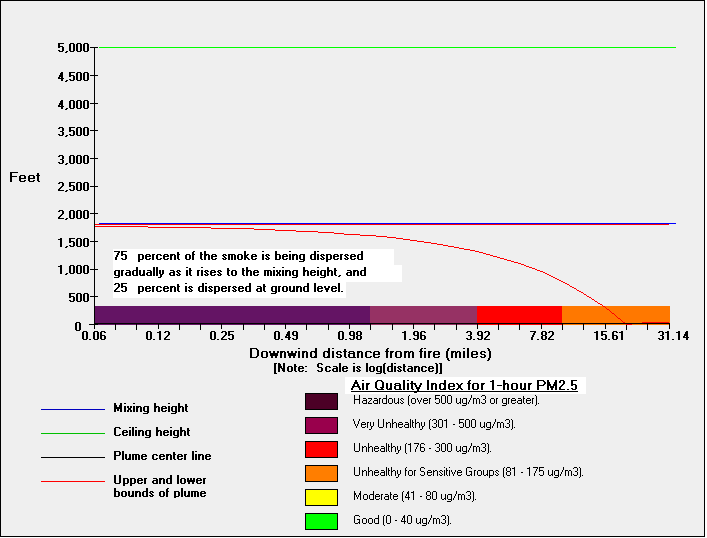 5,000
4,500
4,000
3,500
3,000
Feet
2,500
2,000
1,500
75 percent of the smoke is being dispersed
gradually as it rises to the mixing height, and
1,000
25 percent is dispersed at ground level.
500
0
0.06 0.12 0.25 0.49 0.98 1.96 3.92 7.82 15.61 31.14
Downwind distance from fire (miles)
[Note: Scale is log(distance)]
Mixing height
Ceiling height
Plume center line
Upper and lower
bounds of plume
Air Quality Index for 1-hour PM2.5
Hazardous (over 500 ug/m3 or greater).
Very Unhealthy (301 - 500 ug/m3).
Unhealthy (176 - 300 ug/m3).
Unhealthy for Sensitive Groups (81 - 175 ug/m3).
Moderate (41 - 80 ug/m3).
Good (0 - 40 ug/m3).